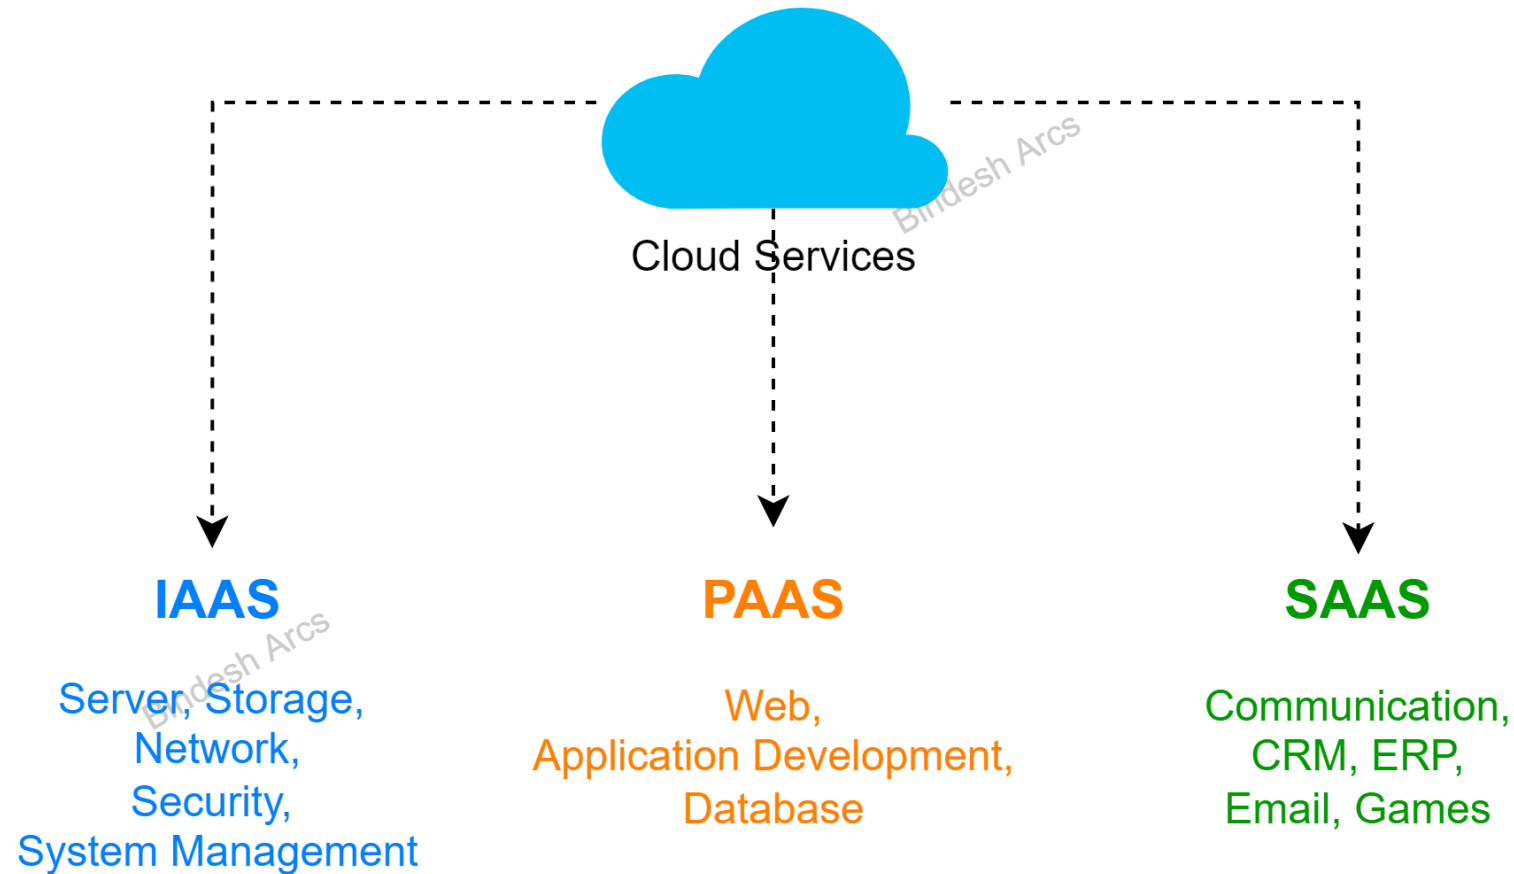 Bindesh Arcs
Cloud Services
IAAS
PAAS
SAAS
Bindesh Arcs
Server, Storage,
Network,
Security,
System Management
Web,
Application Development,
Database
Communication,
CRM, ERP,
Email, Games